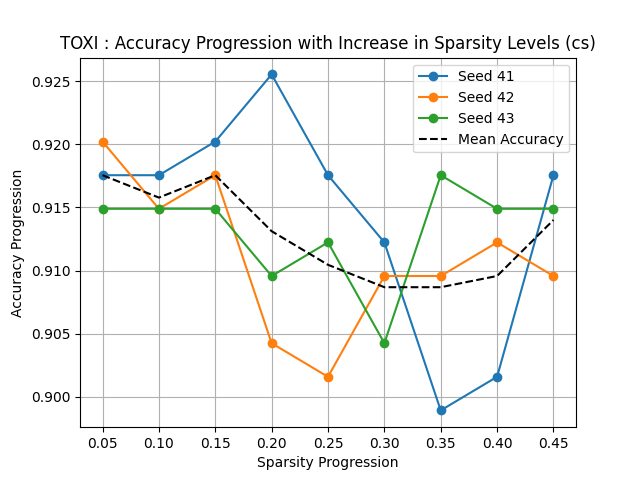 TOXI : Accuracy Progression with Increase in Sparsity Levels (cs)
Seed 41
Seed 42
Seed 43
Mean Accuracy
Accuracy Progression
0.925
0.920
0.915
0.910
0.905
0.900
0.05 0.10 0.15 0.20 0.25 0.30 0.35 0.40 0.45
Sparsity Progression